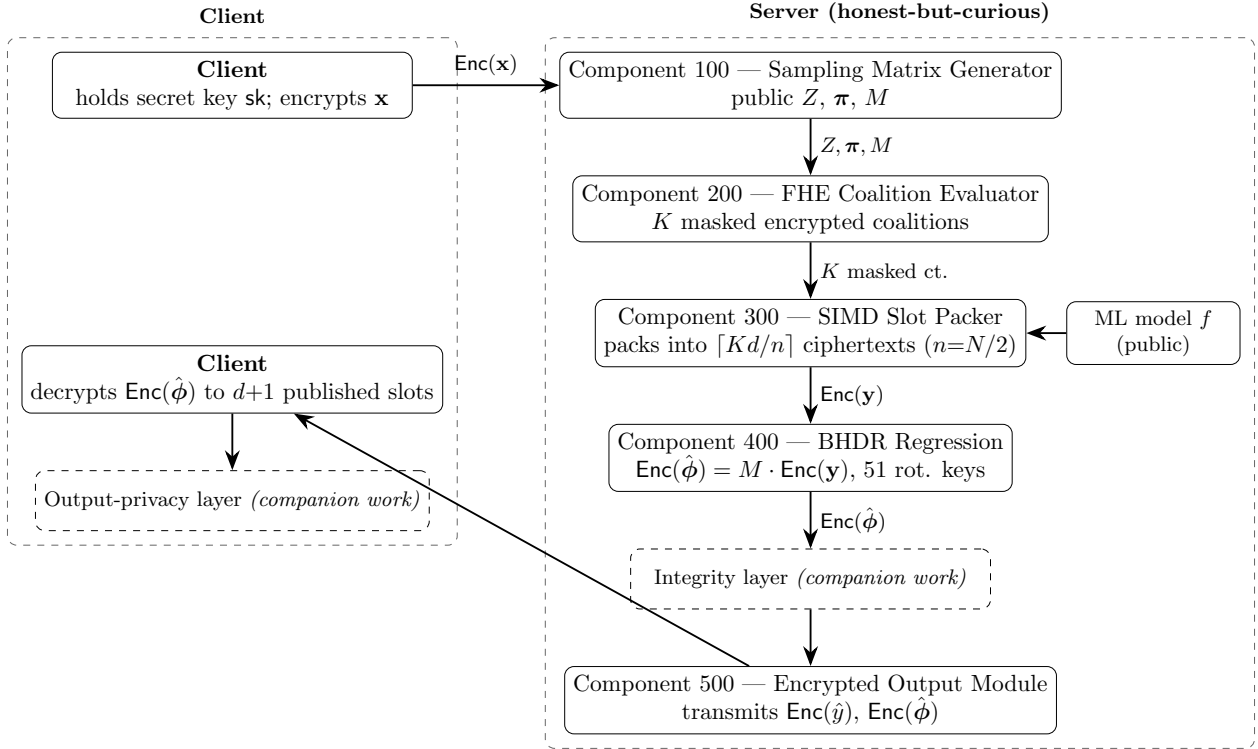 Client
Server (honest-but-curious)
Client
holds secret key sk; encrypts x
Enc(x)
Component 100 — Sampling Matrix Generator
public Z, π, M
Z, π, M
Component 200 — FHE Coalition Evaluator
K masked encrypted coalitions
K masked ct.
Component 300 — SIMD Slot Packer
packs into ⌈Kd/n⌉ ciphertexts (n=N/2)
ML model f
(public)
Client
decrypts Enc(ϕ̂) to d+1 published slots
Enc(y)
Component 400 — BHDR Regression
Enc(ϕ̂) = M · Enc(y), 51 rot. keys
Output-privacy layer (companion work)
Enc(ϕ̂)
Integrity layer (companion work)
Component 500 — Encrypted Output Module
transmits Enc(ŷ), Enc(ϕ̂)